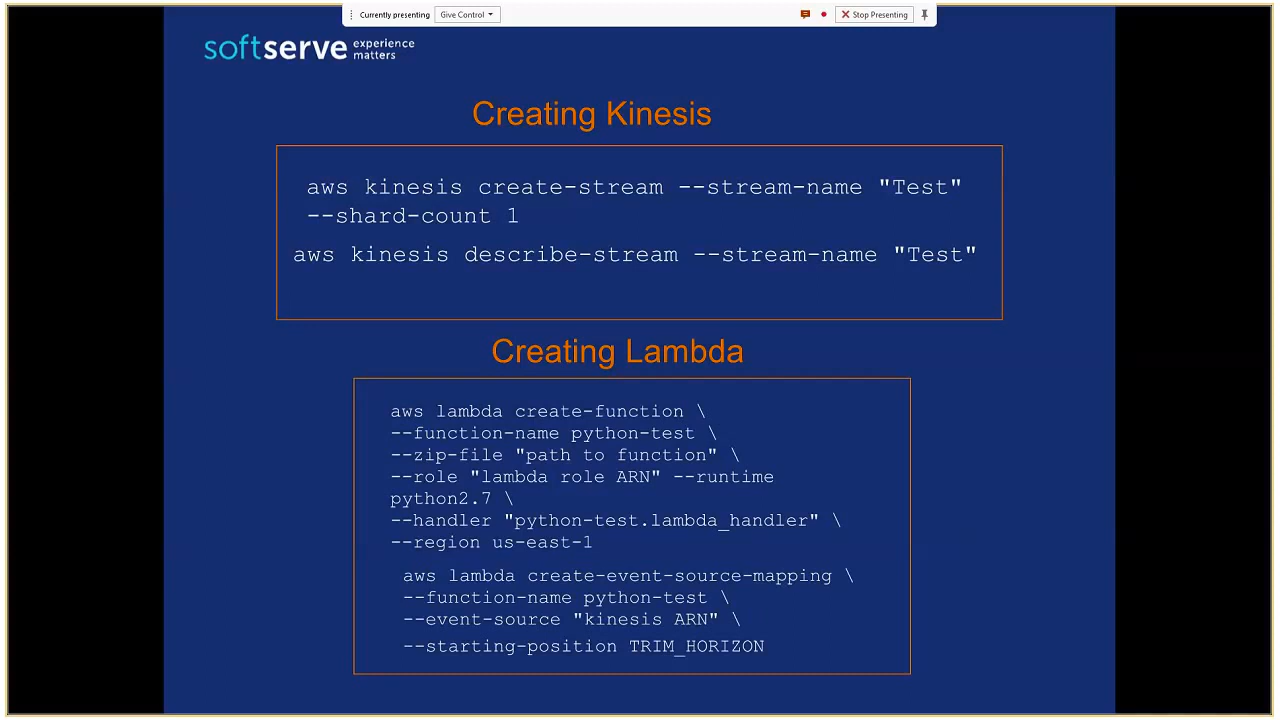 Currently presenting Give Control Stop Presenting
softserve experience matters
Creating Kinesis
aws kinesis create-stream --stream-name "Test"
--shard-count 1
aws kinesis describe-stream --stream-name "Test"
Creating Lambda
aws lambda create-function \
--function-name python-test \
--zip-file "path to function" \
--role "lambda role ARN" --runtime
python2.7 \
--handler "python-test.lambda_handler" \
--region us-east-1
aws lambda create-event-source-mapping \
--function-name python-test \
--event-source "kinesis ARN" \
--starting-position TRIM_HORIZON